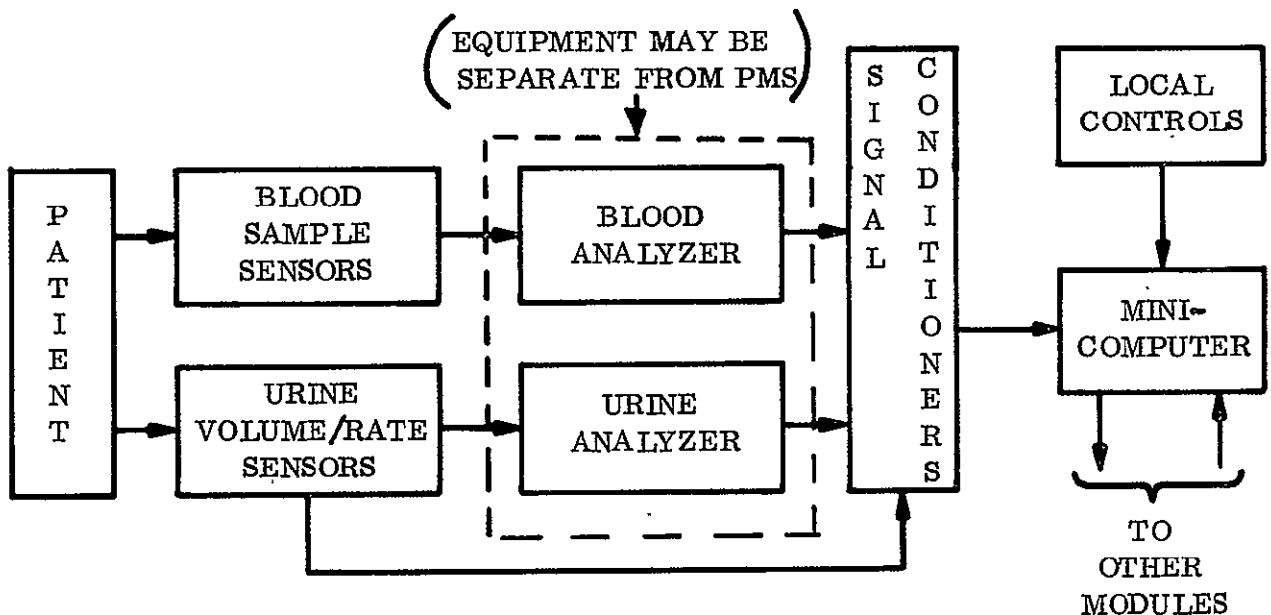 (EQUIPMENT MAY BE
SEPARATE FROM PMS)
PATIENT
BLOOD
SAMPLE
SENSORS
BLOOD
ANALYZER
SIGNAL
CONDITIONERS
LOCAL
CONTROLS
MINI-
COMPUTER
URINE
VOLUME/RATE
SENSORS
URINE
ANALYZER
TO
OTHER
MODULES